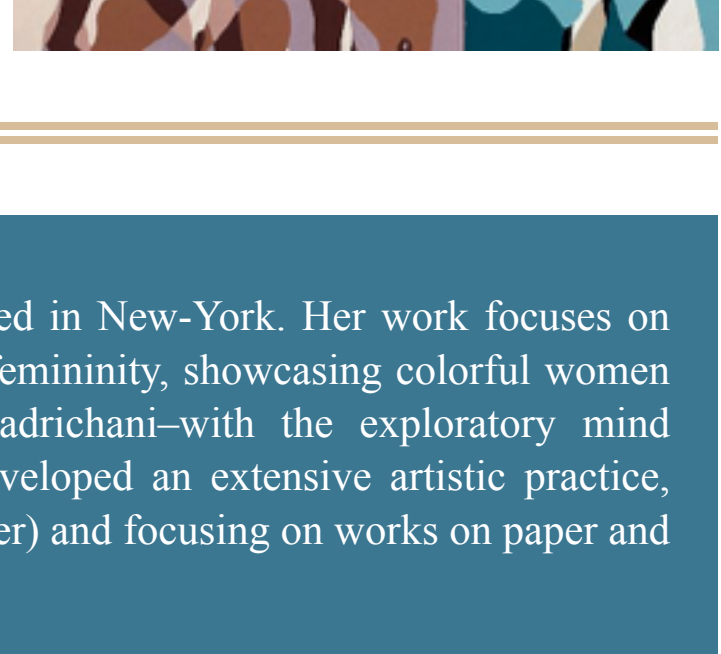 ed in New-York. Her work focuses on
femininity, showcasing colorful women
adrichani–with the exploratory mind
veloped an extensive artistic practice,
er) and focusing on works on paper and